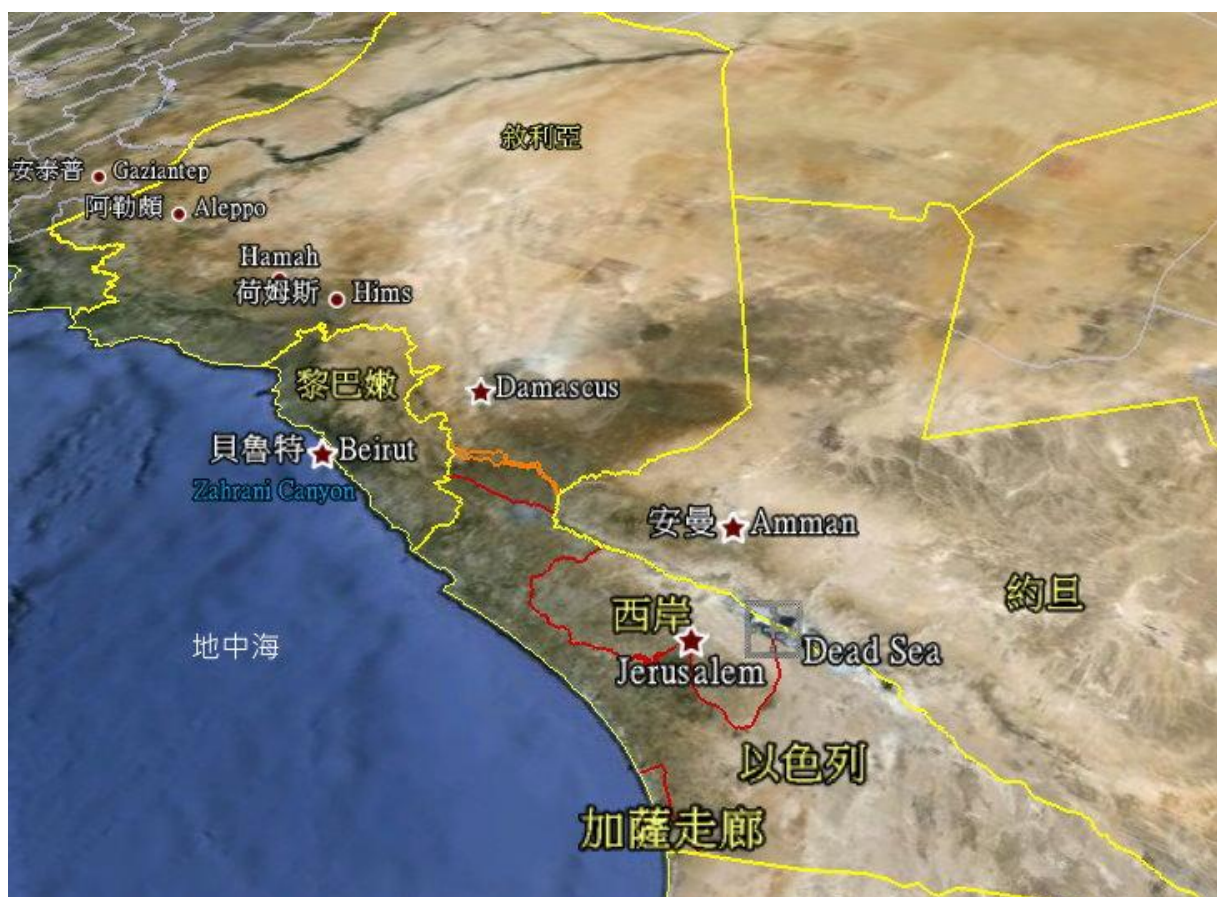 敘利亞
安泰普 Gaziantep
阿勒頗 Aleppo
Hamah
荷姆斯 Hims
黎巴嫩
Damascus
貝魯特 Beirut
Zahrani Canyon
安曼 Amman
約旦
西岸
地中海
Dead Sea
Jerusalem
以色列
加薩走廊